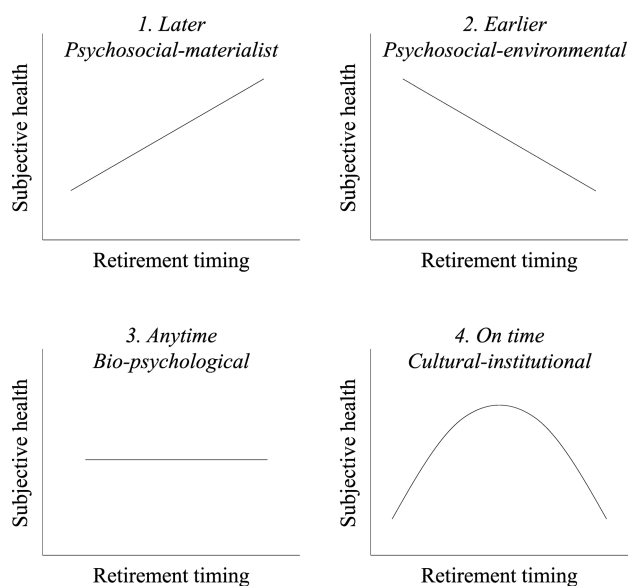 1. Later
Psychosocial-materialist
Subjective health
Retirement timing
2. Earlier
Psychosocial-environmental
Subjective health
Retirement timing
3. Anytime
Bio-psychological
Subjective health
Retirement timing
4. On time
Cultural-institutional
Subjective health
Retirement timing